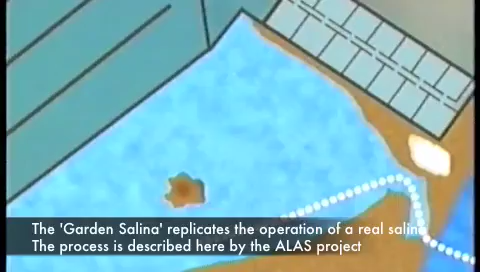 The 'Garden Salina' replicates the operation of a real salina
The process is described here by the ALAS project